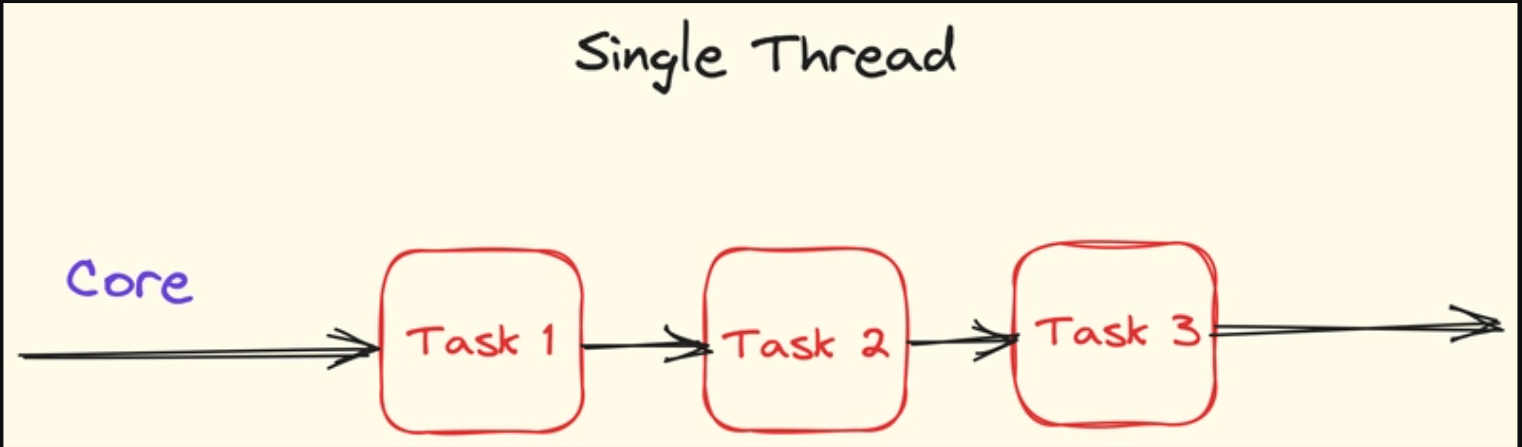 Single Thread
Core
Task 1
Task 2
Task 3